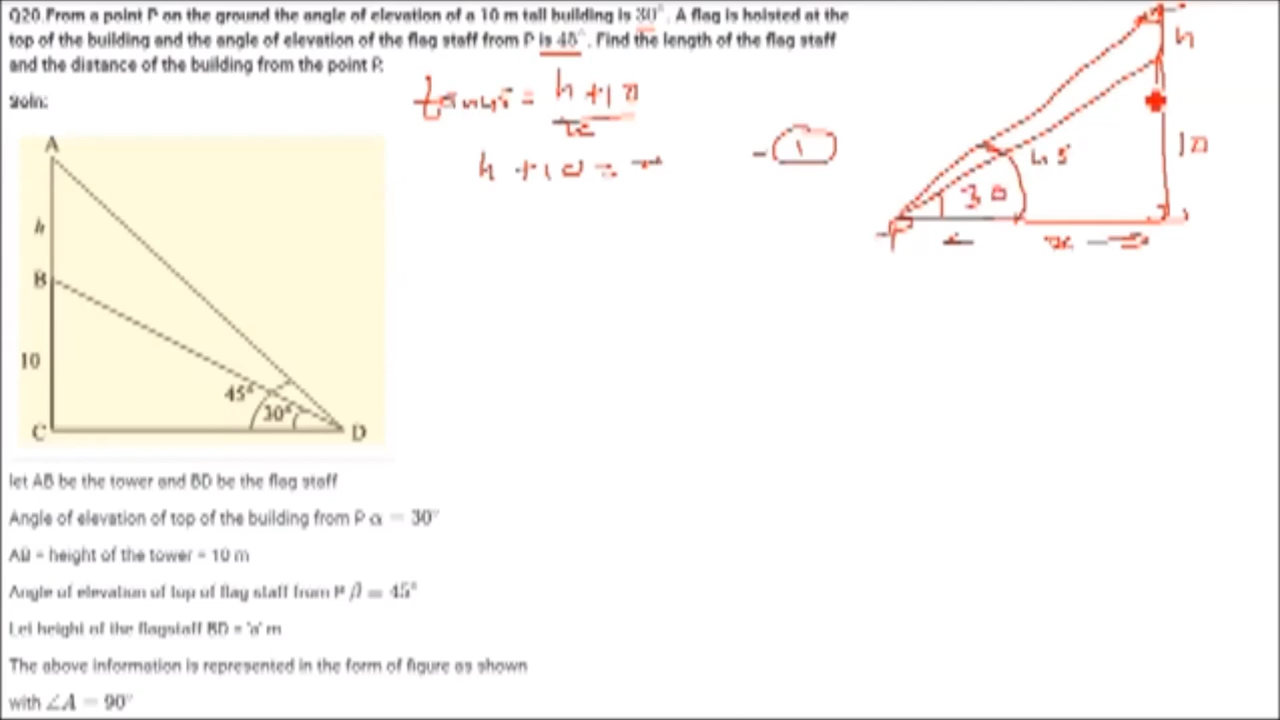 Q20.From a point P on the ground the angle of elevation of a 10 m tall building is 30°. A flag is hoisted at the
top of the building and the angle of elevation of the flag staff from P is 45°. Find the length of the flag staff
and the distance of the building from the point P.
Soln:
tan45 = h+10
x
h +10 = x
- 1
h
10
45
30
P
x
A
h
B
10
45°
30°
C
D
let AB be the tower and BD be the flag staff
Angle of elevation of top of the building from P α = 30°
AB = height of the tower = 10 m
Angle of elevation of top of flag staff from P β = 45°
Let height of the flagstaff BD = 'a' m
The above information is represented in the form of figure as shown
with ∠A = 90°